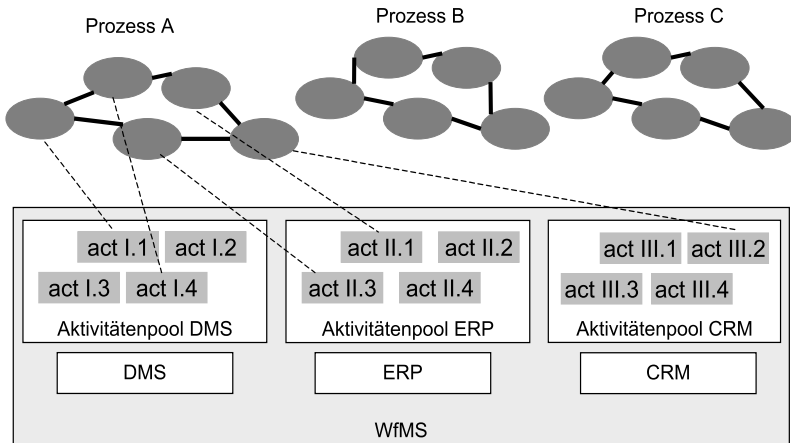 Prozess A
Prozess B
Prozess C
act I.1
act I.2
act I.3
act I.4
Aktivitätenpool DMS
act II.1
act II.2
act II.3
act II.4
Aktivitätenpool ERP
act III.1
act III.2
act III.3
act III.4
Aktivitätenpool CRM
DMS
ERP
CRM
WfMS